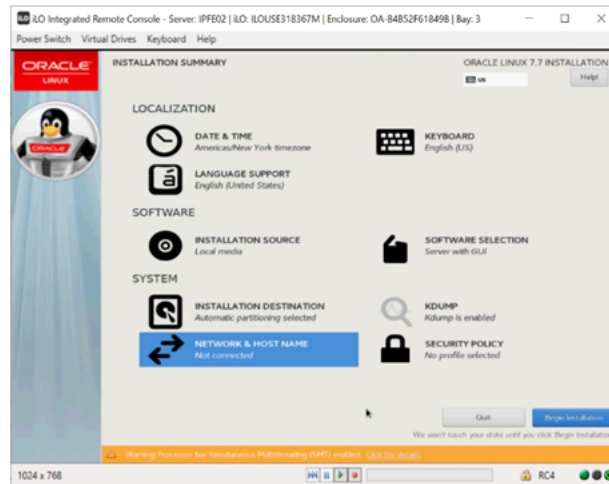 iLO Integrated Remote Console - Server: IPFE02 | iLO: ILOUSE318367M | Enclosure: OA-84B52F61849B | Bay: 3
Power Switch Virtual Drives Keyboard Help
ORACLE
LINUX
INSTALLATION SUMMARY
ORACLE LINUX 7.7 INSTALLATION
us
Help!
ORACLE
LOCALIZATION
DATE & TIME
Americas/New York timezone
KEYBOARD
English (US)
LANGUAGE SUPPORT
English (United States)
SOFTWARE
INSTALLATION SOURCE
Local media
SOFTWARE SELECTION
Server with GUI
SYSTEM
INSTALLATION DESTINATION
Automatic partitioning selected
KDUMP
Kdump is enabled
NETWORK & HOST NAME
Not connected
SECURITY POLICY
No profile selected
Quit
Begin Installation
We won't touch your disks until you click 'Begin Installation'
Warning: Processor has Simultaneous Multithreading (SMT) enabled. Click for details.
1024 x 768
RC4